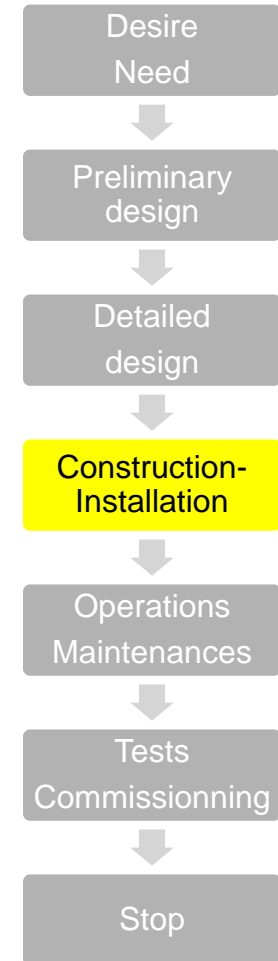 Desire
Need
Preliminary
design
Detailed
design
Construction-
Installation
Operations
Maintenances
Tests
Commissionning
Stop